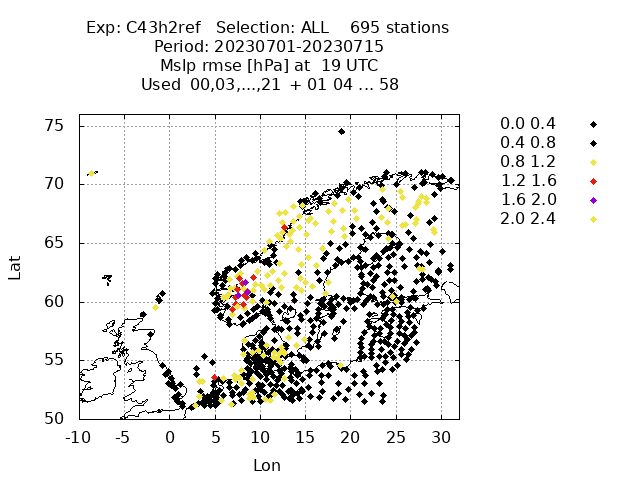 Exp: C43h2ref   Selection: ALL    695 stations
Period: 20230701-20230715
Mslp rmse [hPa] at  19 UTC
Used  00,03,...,21  + 01 04 ... 58
0.0 0.4
0.4 0.8
0.8 1.2
1.2 1.6
1.6 2.0
2.0 2.4
75
70
65
60
55
50
Lat
-10 -5 0 5 10 15 20 25 30
Lon